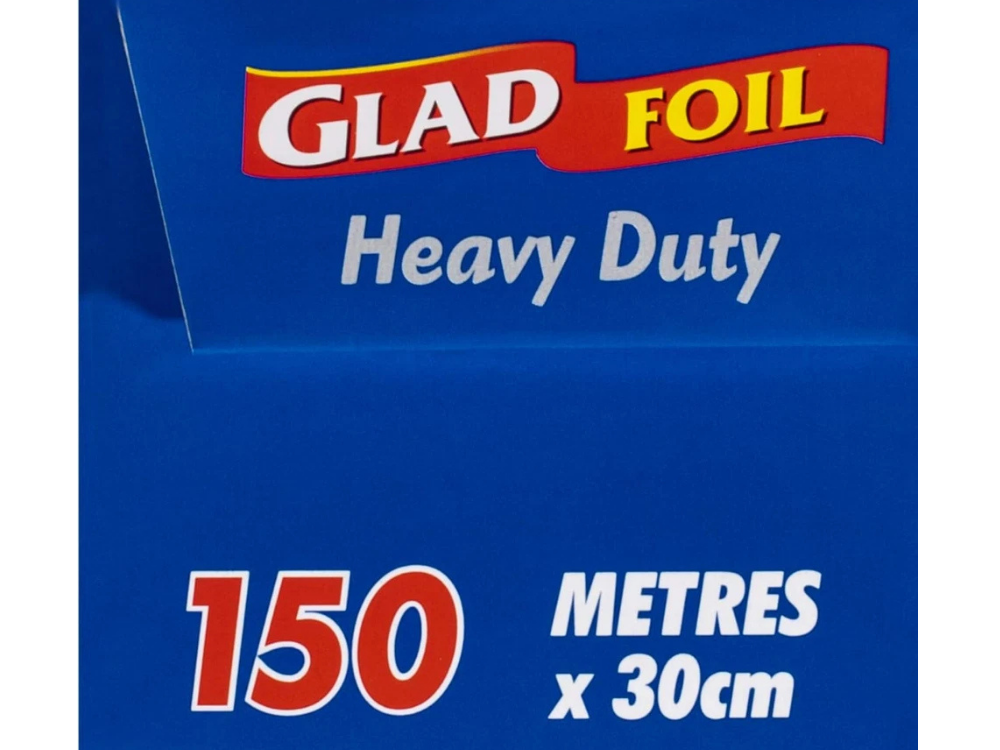 GLAD FOIL
Heavy Duty
150 METRES
x 30cm